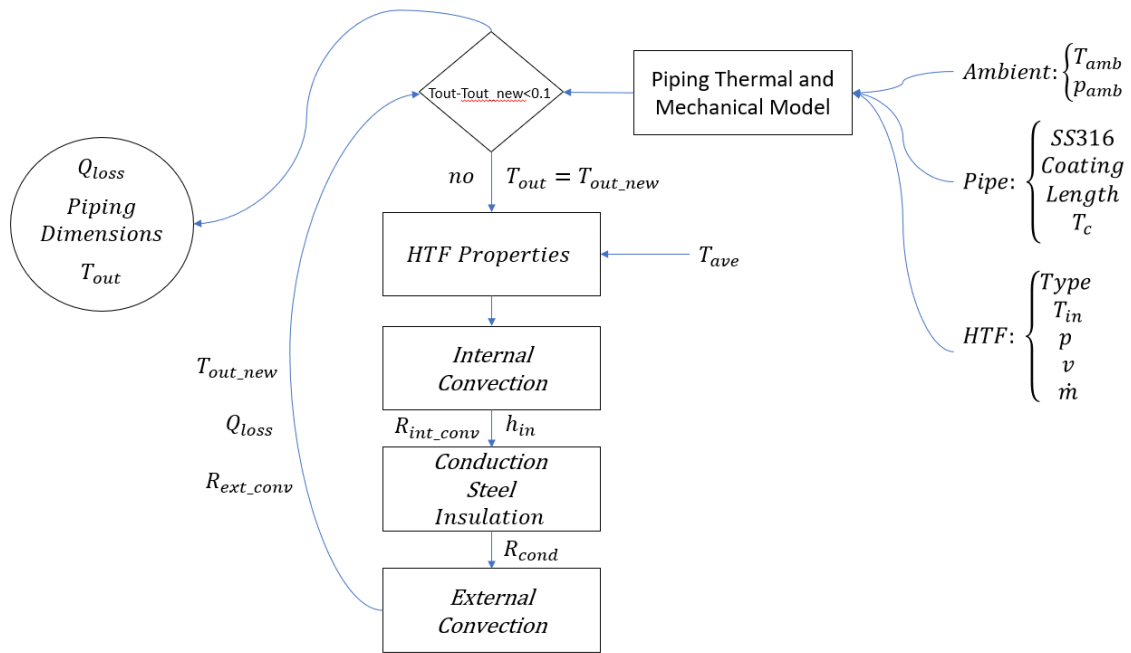 Tout-Tout_new<0.1
Piping Thermal and
Mechanical Model
Ambient:
T_amb
p_amb
Pipe:
SS316
Coating
Length
T_c
HTF:
Type
T_in
p
v
ṁ
Q_loss
Piping
Dimensions
T_out
no
T_out = T_out_new
HTF Properties
T_ave
Internal
Convection
R_int_conv
h_in
Conduction
Steel
Insulation
R_cond
External
Convection
T_out_new
Q_loss
R_ext_conv